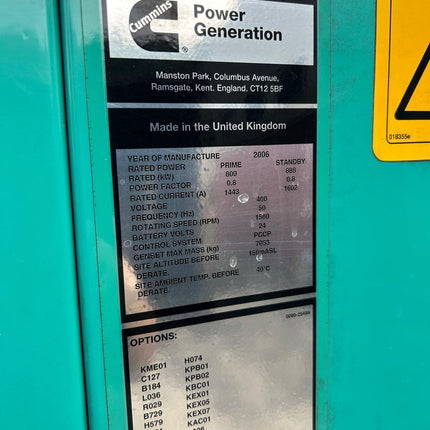 Cummins
Power
Generation
®
Manston Park, Columbus Avenue,
Ramsgate, Kent. England. CT12 5BF
Made in the United Kingdom
YEAR OF MANUFACTURE 2006
RATED POWER PRIME STANDBY
RATED (kW) 800 888
POWER FACTOR 0.8 0.8
RATED CURRENT (A) 1443 1602
VOLTAGE 400
FREQUENCY (Hz) 50
ROTATING SPEED (RPM) 1500
BATTERY VOLTS 24
CONTROL SYSTEM PCCP
GENSET MAX MASS (kg) 7053
SITE ALTITUDE BEFORE 150mASL
DERATE.
SITE AMBIENT TEMP. BEFORE 40°C
DERATE.
018355e
OPTIONS:
KME01 H074
C127 KPB01
B184 KPB02
L036 KBC01
R029 KEX01
B729 KEX05
H579 KEX07
KAC01